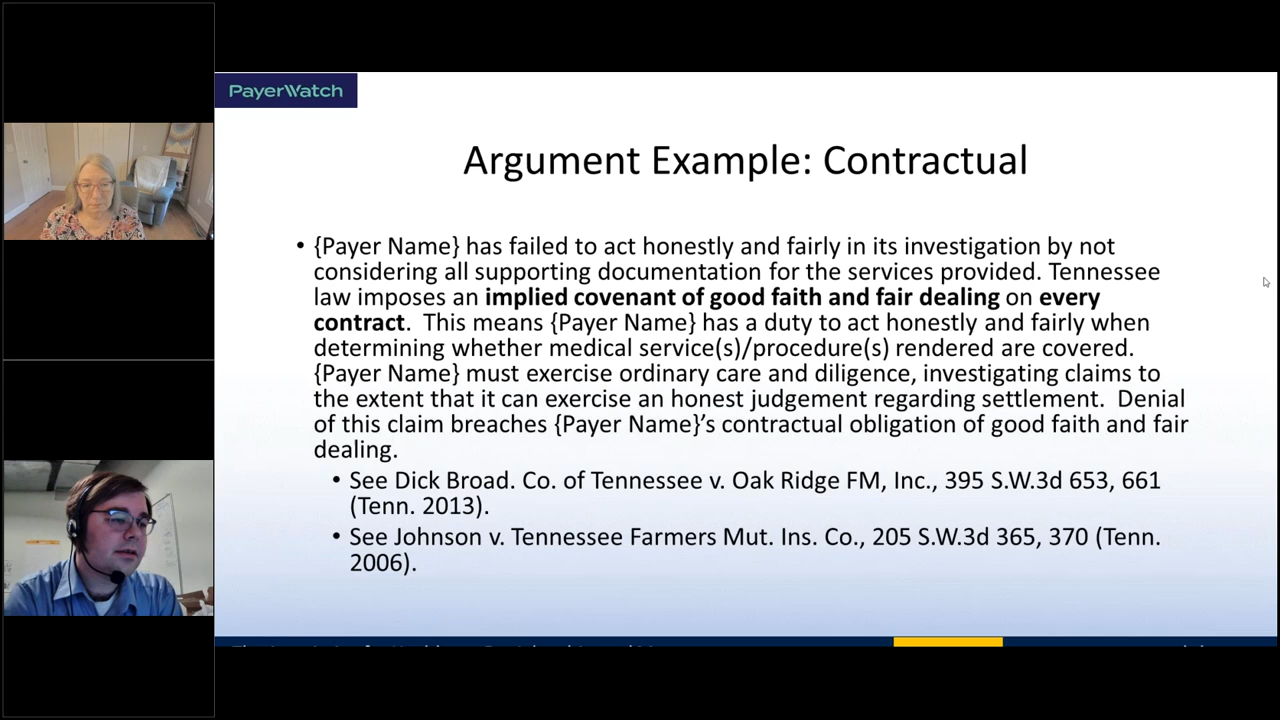 PayerWatch
Argument Example: Contractual
• {Payer Name} has failed to act honestly and fairly in its investigation by not
considering all supporting documentation for the services provided. Tennessee
law imposes an implied covenant of good faith and fair dealing on every
contract.  This means {Payer Name} has a duty to act honestly and fairly when
determining whether medical service(s)/procedure(s) rendered are covered.
{Payer Name} must exercise ordinary care and diligence, investigating claims to
the extent that it can exercise an honest judgement regarding settlement.  Denial
of this claim breaches {Payer Name}’s contractual obligation of good faith and fair
dealing.
• See Dick Broad. Co. of Tennessee v. Oak Ridge FM, Inc., 395 S.W.3d 653, 661
(Tenn. 2013).
• See Johnson v. Tennessee Farmers Mut. Ins. Co., 205 S.W.3d 365, 370 (Tenn.
2006).